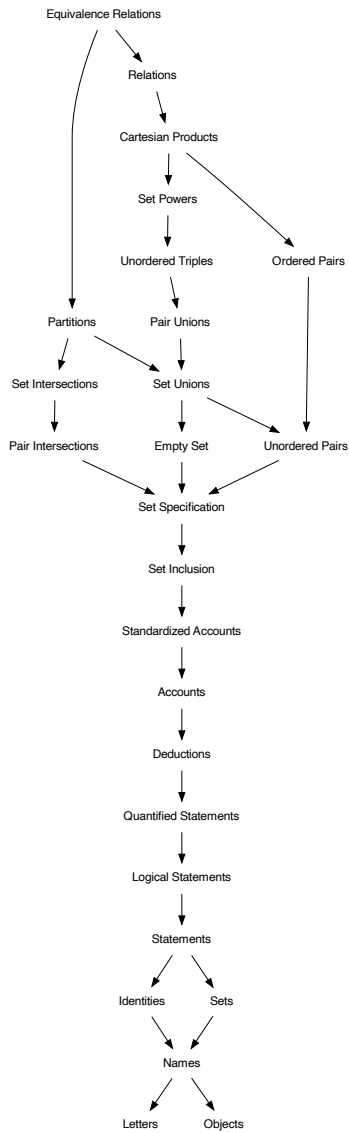 Equivalence Relations
Relations
Cartesian Products
Set Powers
Unordered Triples
Ordered Pairs
Partitions
Pair Unions
Set Intersections
Set Unions
Pair Intersections
Empty Set
Unordered Pairs
Set Specification
Set Inclusion
Standardized Accounts
Accounts
Deductions
Quantified Statements
Logical Statements
Statements
Identities
Sets
Names
Letters
Objects